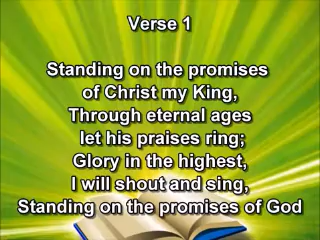 Verse 1
Standing on the promises
of Christ my King,
Through eternal ages
let his praises ring;
Glory in the highest,
I will shout and sing,
Standing on the promises of God